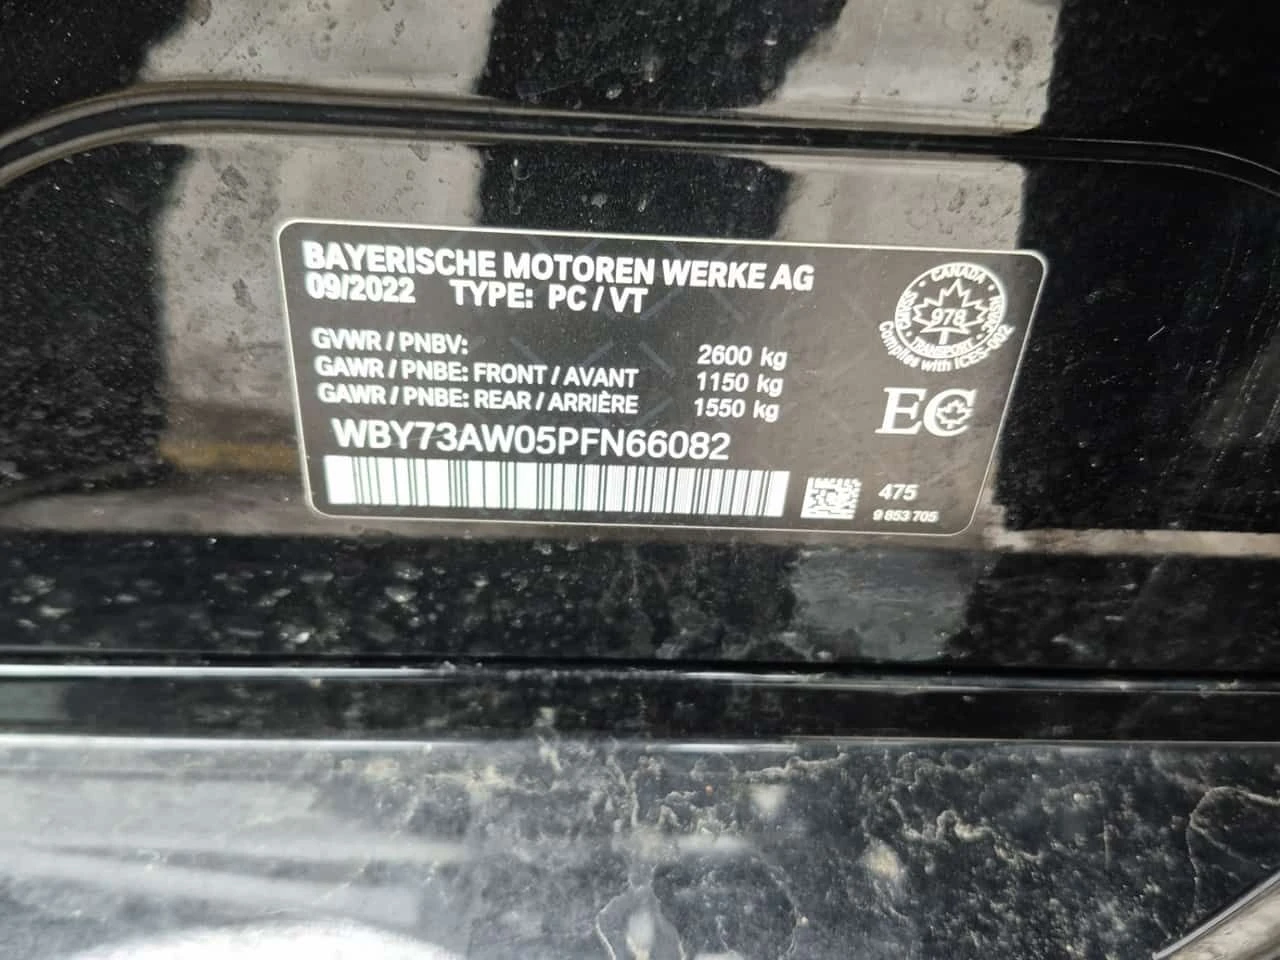 BAYERISCHE MOTOREN WERKE AG
09/2022 TYPE: PC / VT
GVWR / PNBV: 2600 kg
GAWR / PNBE: FRONT / AVANT 1150 kg
GAWR / PNBE: REAR / ARRIÈRE 1550 kg
WBY73AW05PFN66082
CANADA
978
TRANSPORT
Complies with ICES-002
EC
475
9 853 705